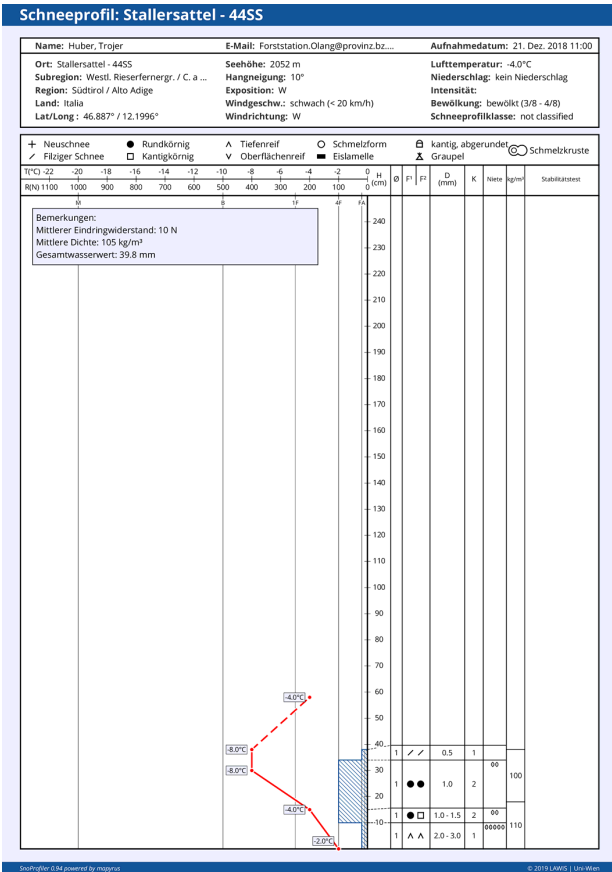 Schneeprofil: Stallersattel - 44SS
Name: Huber, Trojer E-Mail: Forststation.Olang@provinz.bz.... Aufnahmedatum: 21. Dez. 2018 11:00
Ort: Stallersattel - 44SS Seehöhe: 2052 m Lufttemperatur: -4.0°C
Subregion: Westl. Rieserfernergr. / C. a ... Hangneigung: 10° Niederschlag: kein Niederschlag
Region: Südtirol / Alto Adige Exposition: W Intensität:
Land: Italia Windgeschw.: schwach (< 20 km/h) Bewölkung: bewölkt (3/8 - 4/8)
Lat/Long : 46.887° / 12.1996° Windrichtung: W Schneeprofilklasse: not classified
Neuschnee Rundkörnig Tiefenreif Schmelzform kantig, abgerundet Schmelzkruste
Filziger Schnee Kantigkörnig Oberflächenreif Eislamelle Graupel
T(°C) -22 -20 -18 -16 -14 -12 -10 -8 -6 -4 -2 0 H (cm) Ø F¹ F² D (mm) K Niete kg/m³ Stabilitätstest
R(N) 1100 1000 900 800 700 600 500 400 300 200 100 0
M B 1F 4F FA
Bemerkungen:
Mittlerer Eindringwiderstand: 10 N
Mittlere Dichte: 105 kg/m³
Gesamtwasserwert: 39.8 mm
240
230
220
210
200
190
180
170
160
150
140
130
120
110
100
90
80
70
60
-4.0°C
50
40
-8.0°C 1 0.5 1
00
-8.0°C 30 100
1 1.0 2
20
-4.0°C 1 1.0 - 1.5 2 00
10 00000 110
1 2.0 - 3.0 1
-2.0°C
SnoProfiler 0.94 powered by mapyrus © 2019 LAWIS | Uni-Wien